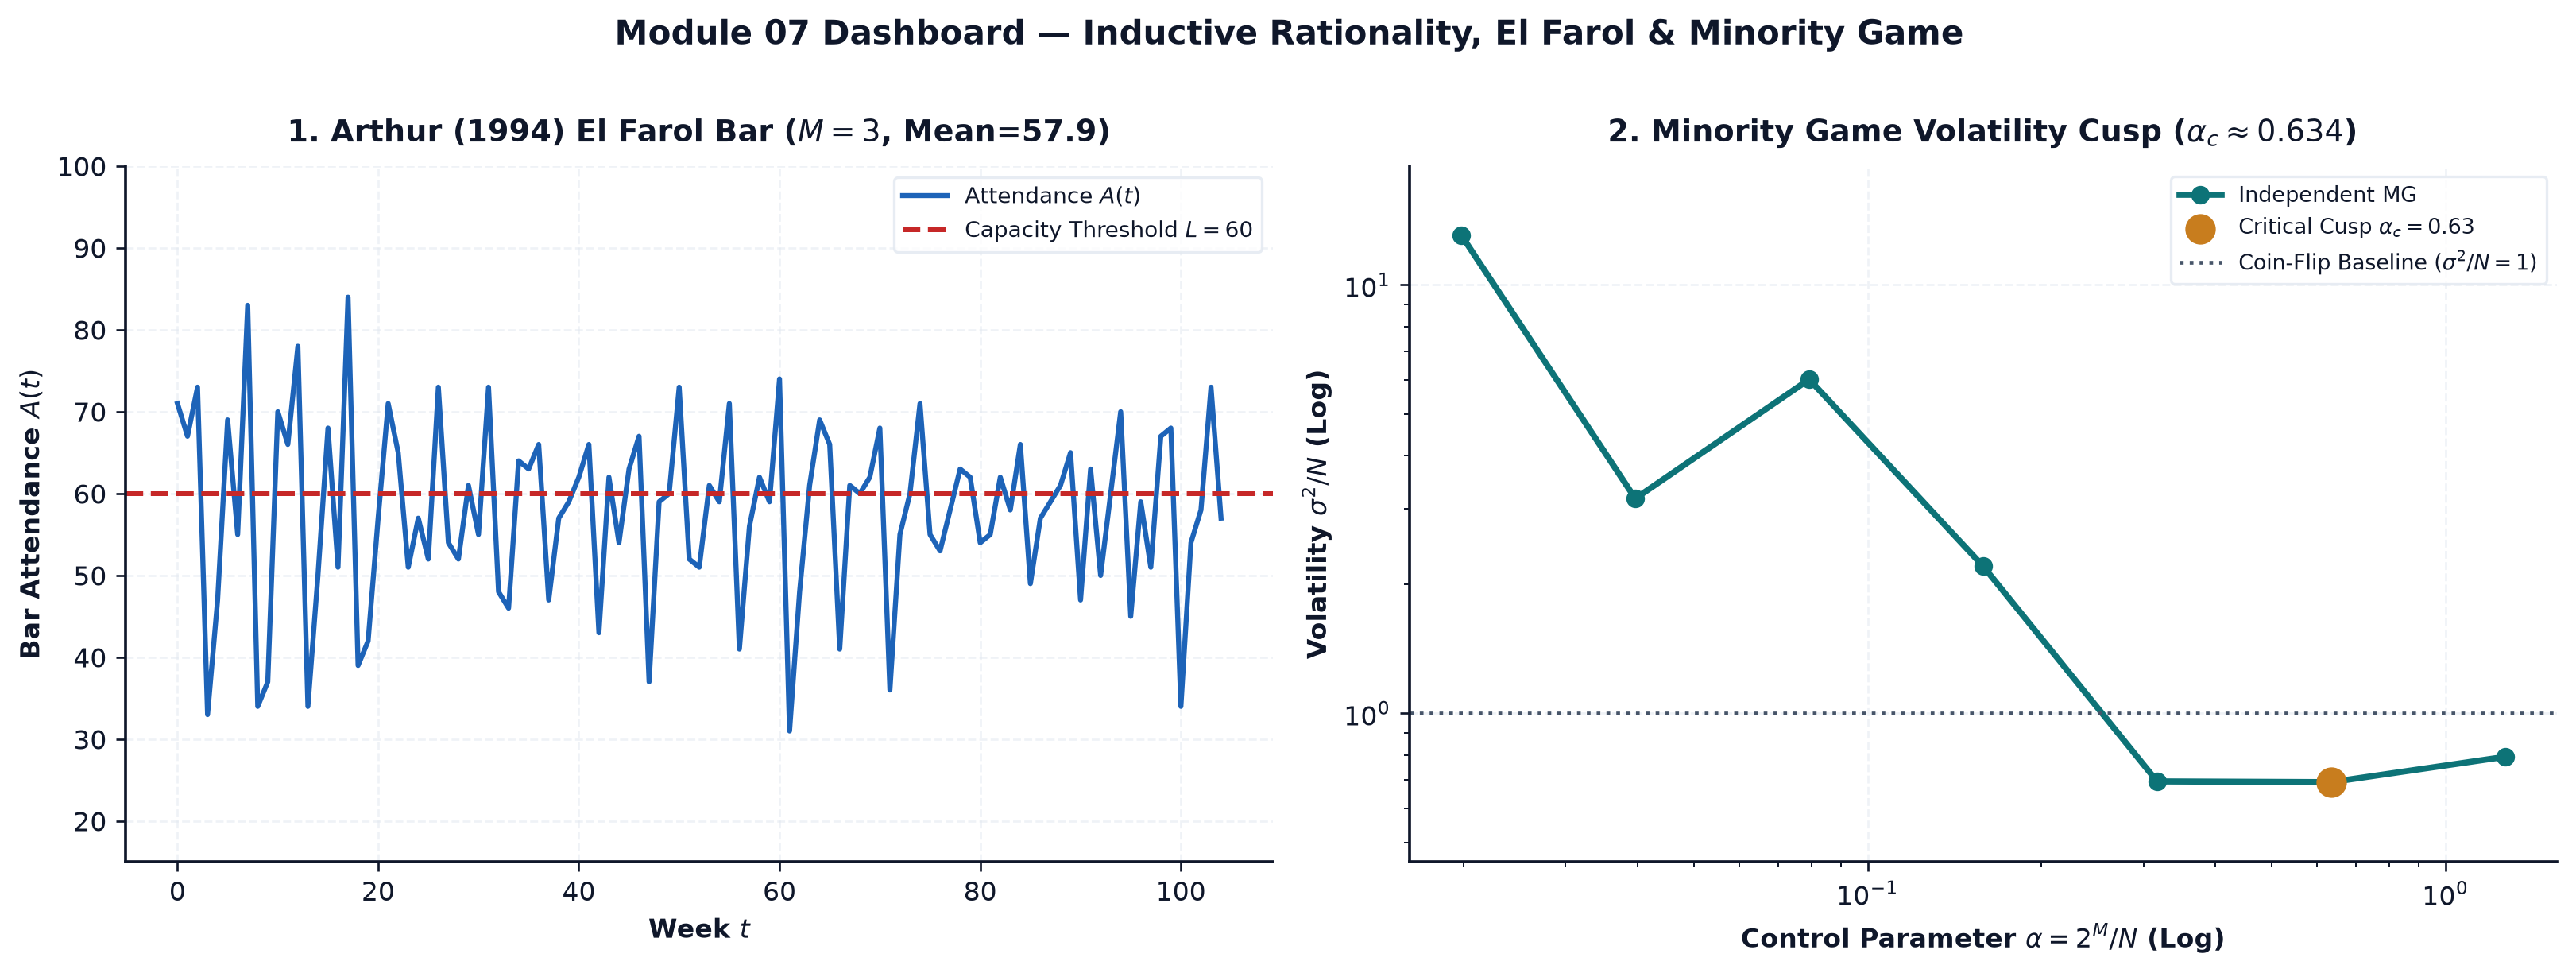 Module 07 Dashboard — Inductive Rationality, El Farol & Minority Game
1. Arthur (1994) El Farol Bar (M = 3, Mean=57.9)
Bar Attendance A(t)
100
90
80
70
60
50
40
30
20
0
20
40
60
80
100
Week t
Attendance A(t)
Capacity Threshold L = 60
2. Minority Game Volatility Cusp (α_c ≈ 0.634)
Volatility σ²/N (Log)
10¹
10⁰
10⁻¹
10⁰
Control Parameter α = 2^M/N (Log)
Independent MG
Critical Cusp α_c = 0.63
Coin-Flip Baseline (σ²/N = 1)